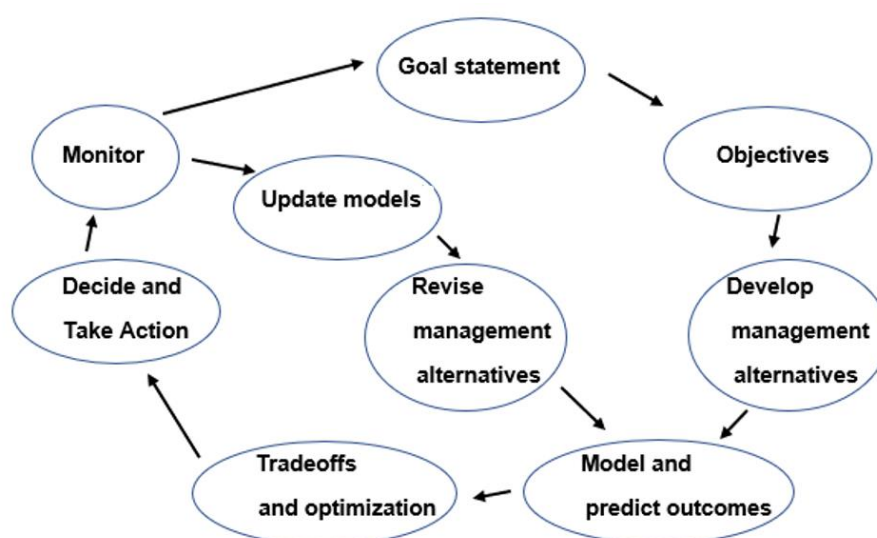 Goal statement
Monitor
Objectives
Update models
Decide and
Take Action
Revise
management
alternatives
Develop
management
alternatives
Tradeoffs
and optimization
Model and
predict outcomes